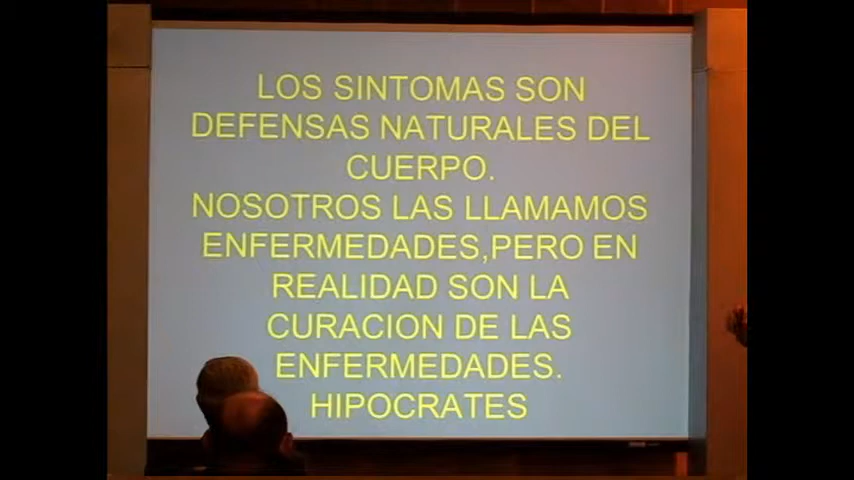 LOS SINTOMAS SON
DEFENSAS NATURALES DEL
CUERPO.
NOSOTROS LAS LLAMAMOS
ENFERMEDADES,PERO EN
REALIDAD SON LA
CURACION DE LAS
ENFERMEDADES.
HIPOCRATES